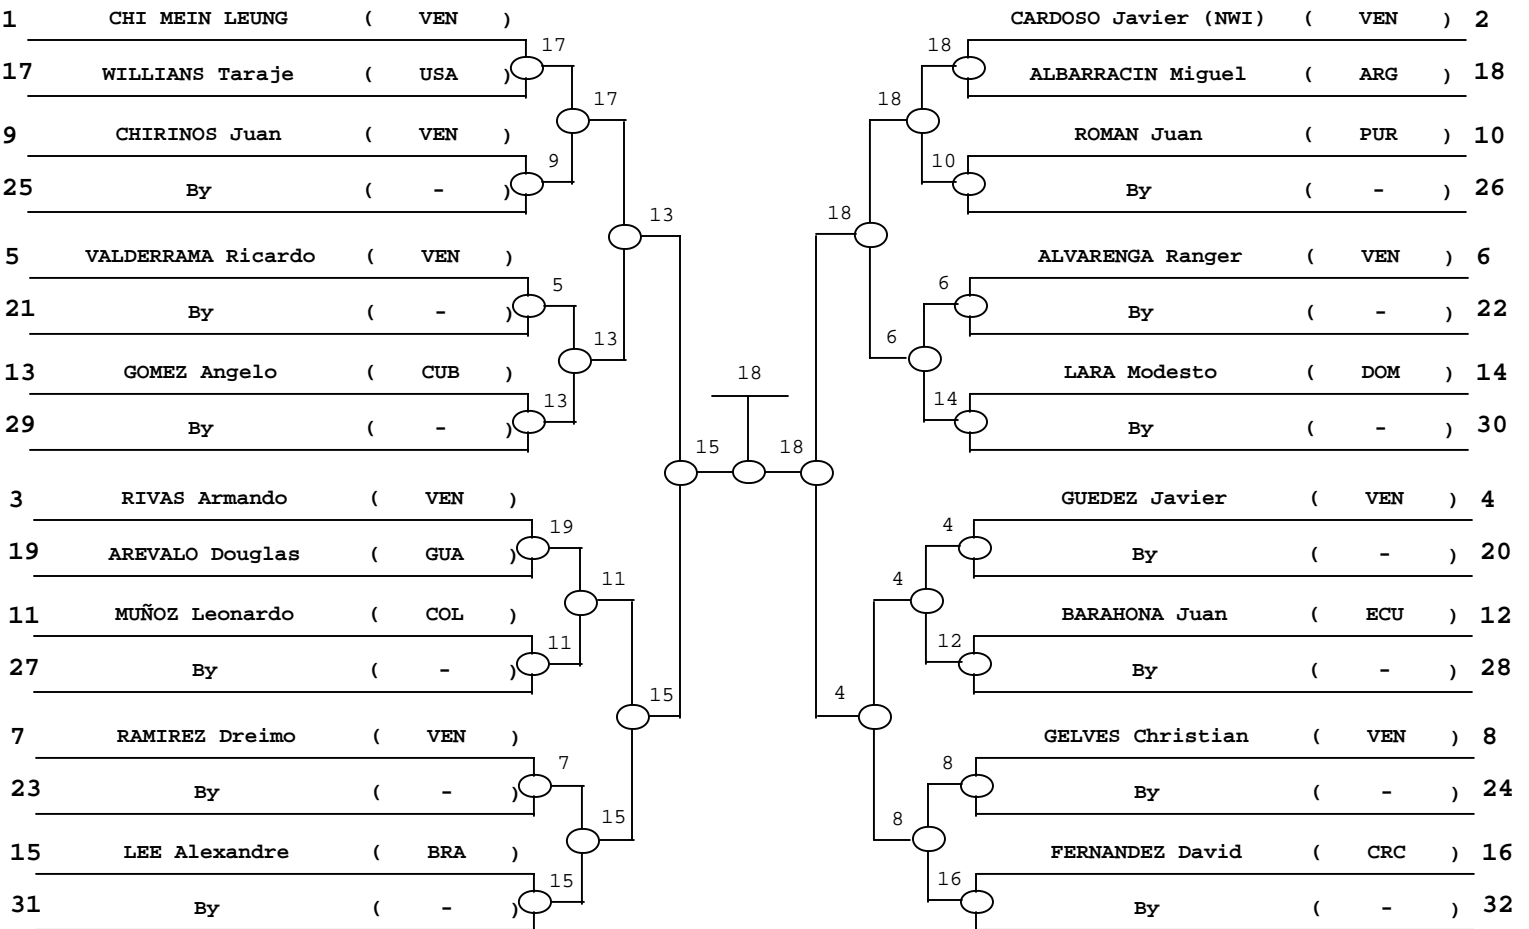 1 CHI MEIN LEUNG ( VEN ) CARDOSO Javier (NWI) ( VEN ) 2
17 18
17 WILLIANS Taraje ( USA ) ALBARRACIN Miguel ( ARG ) 18
17 18
9 CHIRINOS Juan ( VEN ) ROMAN Juan ( PUR ) 10
9 10
25 By ( - ) By ( - ) 26
13 18
5 VALDERRAMA Ricardo ( VEN ) ALVARENGA Ranger ( VEN ) 6
5 6
21 By ( - ) By ( - ) 22
13 6
13 GOMEZ Angelo ( CUB ) 18 LARA Modesto ( DOM ) 14
13 14
29 By ( - ) By ( - ) 30
15 18
3 RIVAS Armando ( VEN ) GUEDEZ Javier ( VEN ) 4
19 4
19 AREVALO Douglas ( GUA ) By ( - ) 20
11 4
11 MUÑOZ Leonardo ( COL ) BARAHONA Juan ( ECU ) 12
11 12
27 By ( - ) By ( - ) 28
15 4
7 RAMIREZ Dreimo ( VEN ) GELVES Christian ( VEN ) 8
7 8
23 By ( - ) By ( - ) 24
15 8
15 LEE Alexandre ( BRA ) FERNANDEZ David ( CRC ) 16
15 16
31 By ( - ) By ( - ) 32